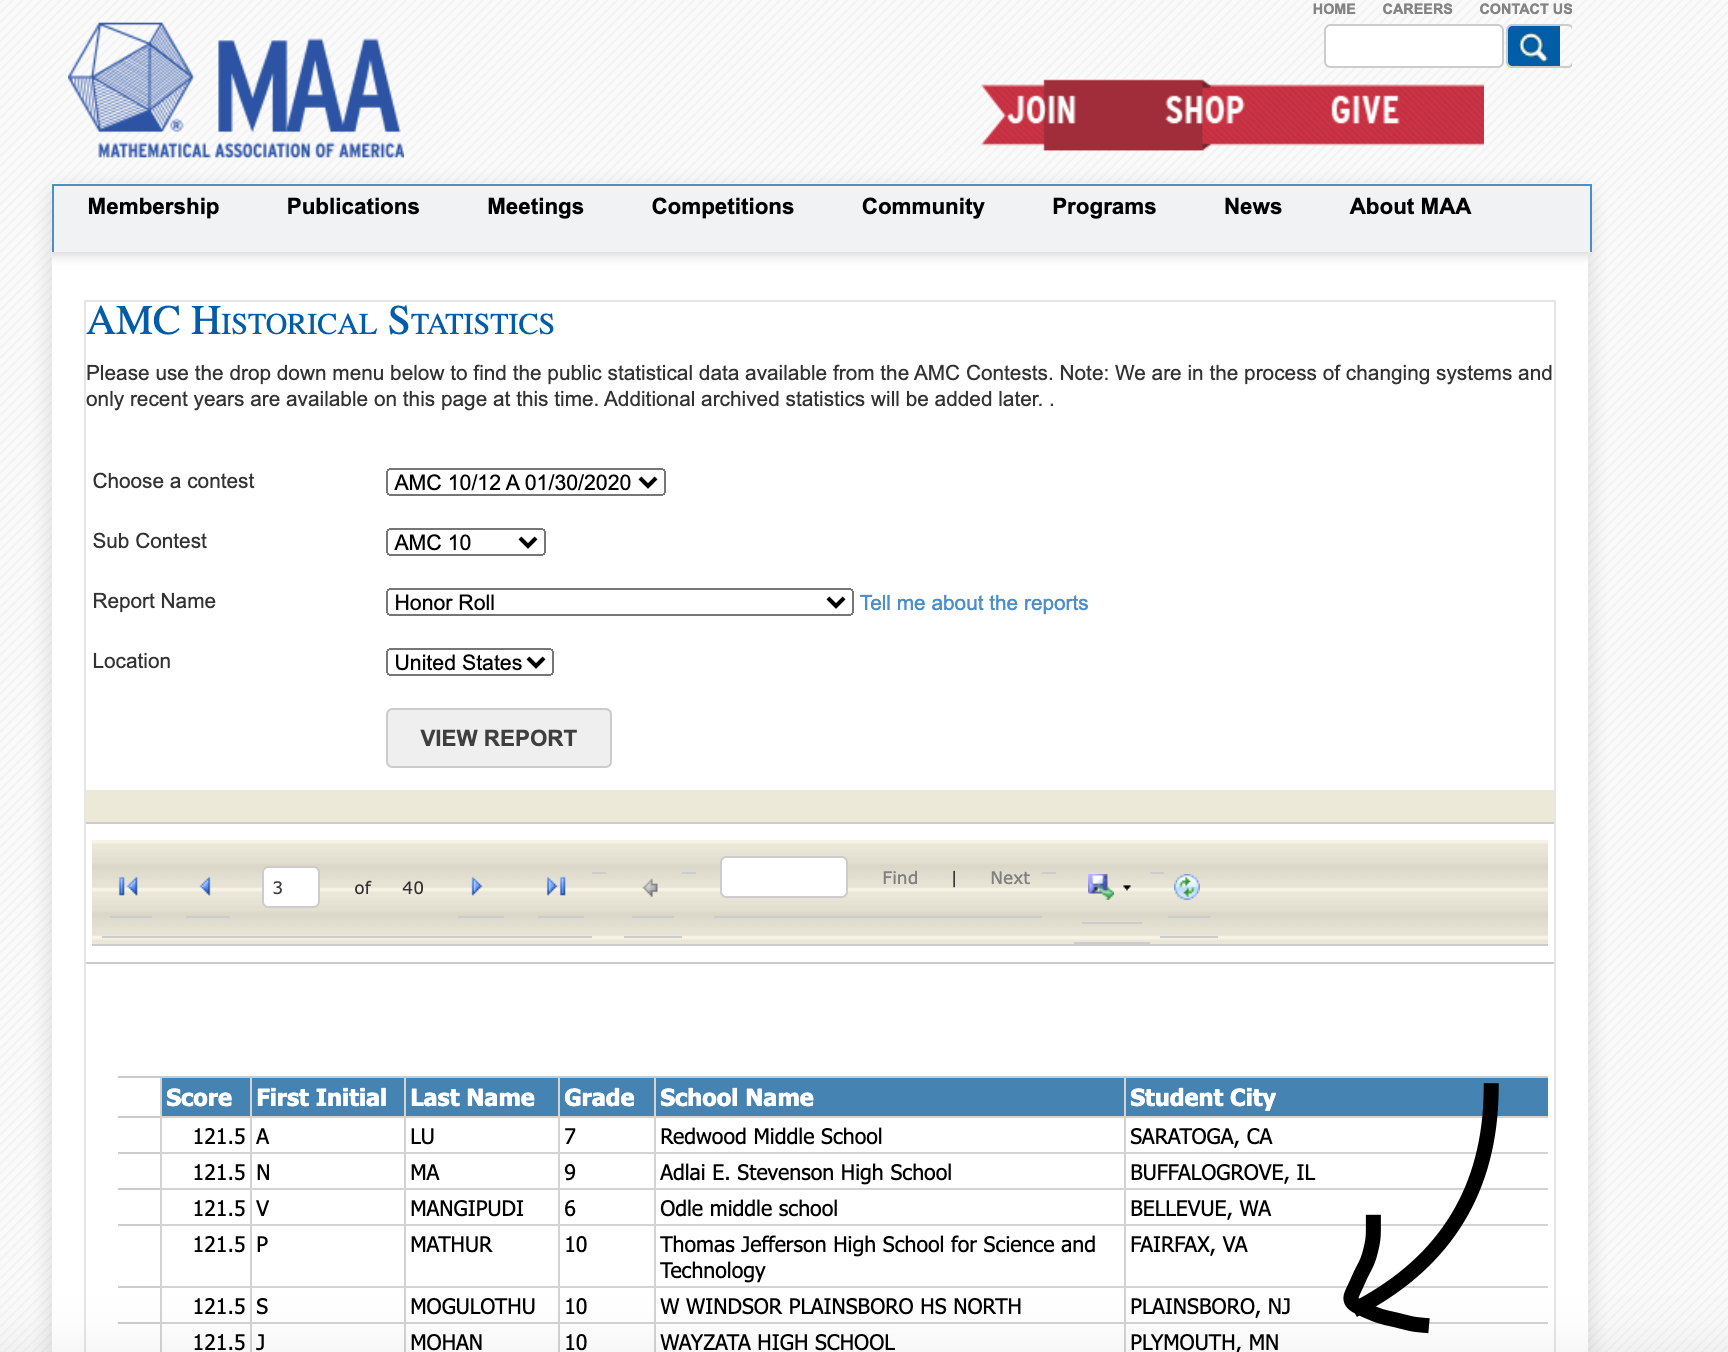 HOME CAREERS CONTACT US
MAA
®
MATHEMATICAL ASSOCIATION OF AMERICA
JOIN SHOP GIVE
Membership Publications Meetings Competitions Community Programs News About MAA
AMC Historical Statistics
Please use the drop down menu below to find the public statistical data available from the AMC Contests. Note: We are in the process of changing systems and
only recent years are available on this page at this time. Additional archived statistics will be added later. .
Choose a contest AMC 10/12 A 01/30/2020
Sub Contest AMC 10
Report Name Honor Roll Tell me about the reports
Location United States
VIEW REPORT
3 of 40 Find | Next
Score First Initial Last Name Grade School Name Student City
121.5 A LU 7 Redwood Middle School SARATOGA, CA
121.5 N MA 9 Adlai E. Stevenson High School BUFFALOGROVE, IL
121.5 V MANGIPUDI 6 Odle middle school BELLEVUE, WA
121.5 P MATHUR 10 Thomas Jefferson High School for Science and FAIRFAX, VA
Technology
121.5 S MOGULOTHU 10 W WINDSOR PLAINSBORO HS NORTH PLAINSBORO, NJ
121.5 J MOHAN 10 WAYZATA HIGH SCHOOL PLYMOUTH, MN